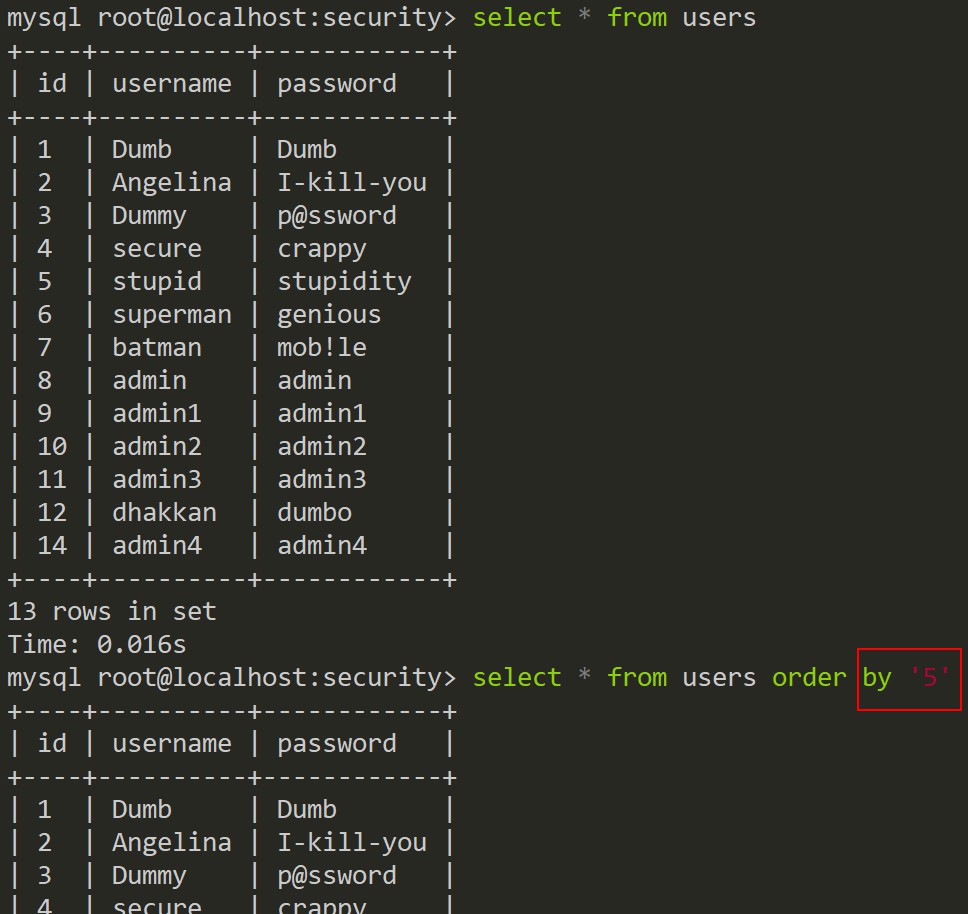 mysql root@localhost:security> select * from users
+----+----------+------------+
| id | username | password   |
+----+----------+------------+
| 1  | Dumb     | Dumb       |
| 2  | Angelina | I-kill-you |
| 3  | Dummy    | p@ssword   |
| 4  | secure   | crappy     |
| 5  | stupid   | stupidity  |
| 6  | superman | genious    |
| 7  | batman   | mob!le     |
| 8  | admin    | admin      |
| 9  | admin1   | admin1     |
| 10 | admin2   | admin2     |
| 11 | admin3   | admin3     |
| 12 | dhakkan  | dumbo      |
| 14 | admin4   | admin4     |
+----+----------+------------+
13 rows in set
Time: 0.016s
mysql root@localhost:security> select * from users order by '5'
+----+----------+------------+
| id | username | password   |
+----+----------+------------+
| 1  | Dumb     | Dumb       |
| 2  | Angelina | I-kill-you |
| 3  | Dummy    | p@ssword   |
| 4  | secure   | crappy     |